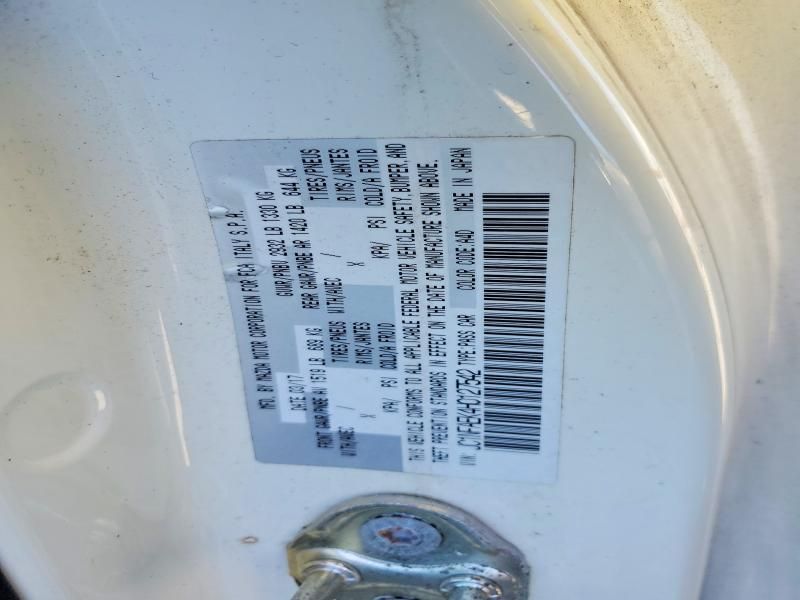 MFD. BY MAZDA MOTOR CORPORATION FOR FCA ITALY S.P.A.
DATE 03/17 GVWR/PNBV 2932 LB 1330 KG
FRONT GAWR/PNBE AV 1519 LB 689 KG REAR GAWR/PNBE AR 1420 LB 644 KG
WITH/AVEC / TIRES/PNEUS WITH/AVEC / TIRES/PNEUS
X RIMS/JANTES X RIMS/JANTES
KPA/ PSI COLD/A FROID KPA/ PSI COLD/A FROID
THIS VEHICLE CONFORMS TO ALL APPLICABLE FEDERAL MOTOR VEHICLE SAFETY, BUMPER, AND
THEFT PREVENTION STANDARDS IN EFFECT ON THE DATE OF MANUFACTURE SHOWN ABOVE.
VIN: JC1NFAEK4H0127542 TYPE:PASS CAR COLOR CODE:A4D MADE IN JAPAN